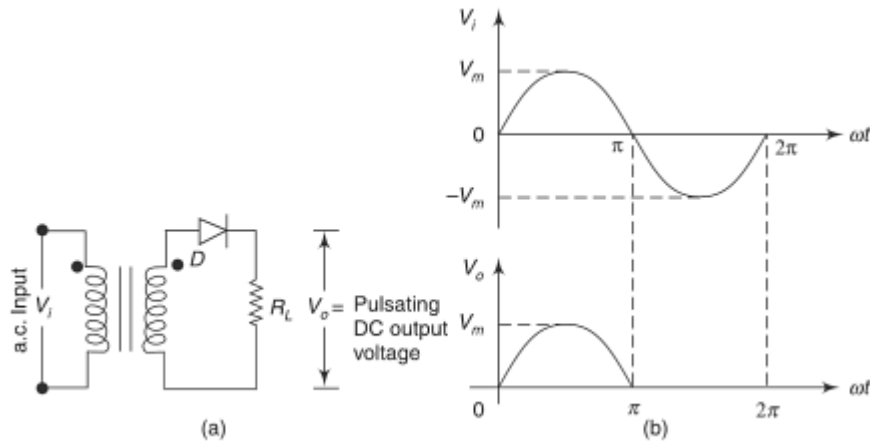 a.c. Input
V_i
D
R_L
V_o = Pulsating
DC output
voltage
(a)
V_i
V_m
0
π
2π
ωt
−V_m
V_o
V_m
0
π
2π
ωt
(b)